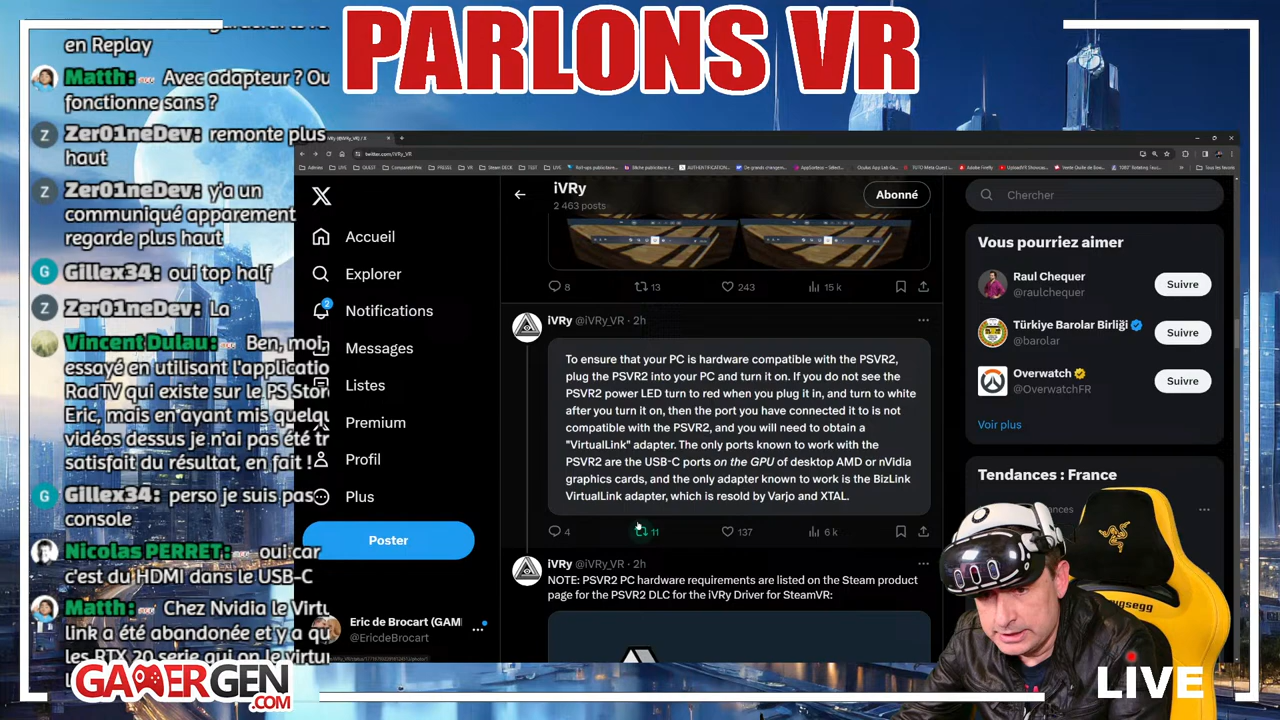 PARLONS VR
en Replay
Matth: Avec adapteur ? Ou
fonctionne sans ?
Z Zer01neDev: remonte plus
haut
Z Zer01neDev: y'a un
communiqué apparement
regarde plus haut
G Gillex34: oui top half
Z Zer01neDev: La
Vincent Dulau: Ben, moi,
essayé en utilisant l'application
RadTV qui existe sur le PS Store
Eric, mais en ayant mis quelqu
vidéos dessus je n'ai pas été tr
satisfait du résultat, en fait !
G Gillex34: perso je suis pas
console
Nicolas PERRET: oui car
c'est du HDMI dans le USB-C
Matth: Chez Nvidia le Virtu
link a été abandonée et y a qu
les RTX 20 serie qui on le virtu
GAMERGEN
.COM
twitter.com/iVRy_VR
Accueil
Explorer
2
Notifications
Messages
Listes
Premium
Profil
Plus
Poster
Eric de Brocart (GAMI
@EricdeBrocart
iVRy
2 463 posts
Abonné
8 13 243 15 k
iVRy @iVRy_VR · 2h
To ensure that your PC is hardware compatible with the PSVR2,
plug the PSVR2 into your PC and turn it on. If you do not see the
PSVR2 power LED turn to red when you plug it in, and turn to white
after you turn it on, then the port you have connected it to is not
compatible with the PSVR2, and you will need to obtain a
"VirtualLink" adapter. The only ports known to work with the
PSVR2 are the USB-C ports on the GPU of desktop AMD or nVidia
graphics cards, and the only adapter known to work is the BizLink
VirtualLink adapter, which is resold by Varjo and XTAL.
4 11 137 6 k
iVRy @iVRy_VR · 2h
NOTE: PSVR2 PC hardware requirements are listed on the Steam product
page for the PSVR2 DLC for the iVRy Driver for SteamVR:
Chercher
Vous pourriez aimer
Raul Chequer
@raulchequer
Suivre
Türkiye Barolar Birliği
@barolar
Suivre
Overwatch
@OverwatchFR
Suivre
Voir plus
Tendances : France
LIVE